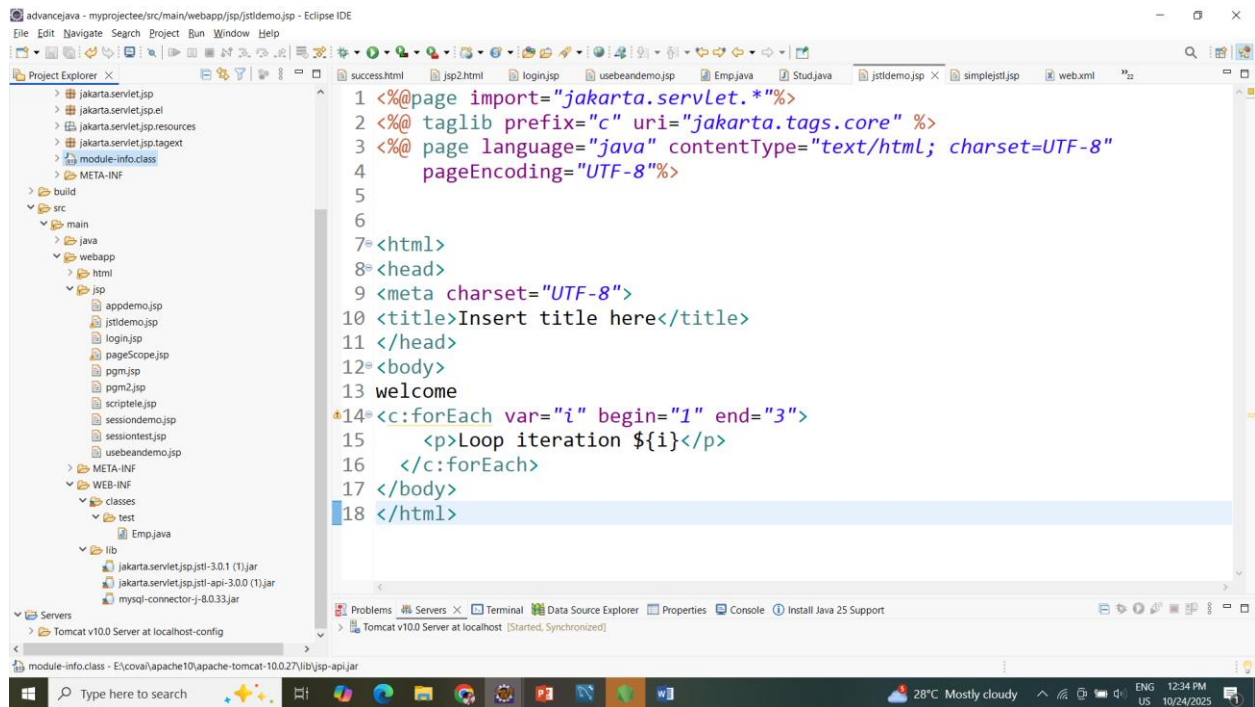 advancejava - myprojectee/src/main/webapp/jsp/jstldemo.jsp - Eclipse IDE
File Edit Navigate Search Project Run Window Help
Project Explorer
success.html jsp2.html login.jsp usebeandemo.jsp Emp.java Stud.java jstldemo.jsp simplejstl.jsp web.xml »22
jakarta.servlet.jsp
jakarta.servlet.jsp.el
jakarta.servlet.jsp.resources
jakarta.servlet.jsp.tagext
module-info.class
META-INF
build
src
main
java
webapp
html
jsp
appdemo.jsp
jstldemo.jsp
login.jsp
pageScope.jsp
pgm.jsp
pgm2.jsp
scriptele.jsp
sessiondemo.jsp
sessiontest.jsp
usebeandemo.jsp
META-INF
WEB-INF
classes
test
Emp.java
lib
jakarta.servlet.jsp.jstl-3.0.1 (1).jar
jakarta.servlet.jsp.jstl-api-3.0.0 (1).jar
mysql-connector-j-8.0.33.jar
Servers
Tomcat v10.0 Server at localhost-config
1 <%@page import="jakarta.servlet.*"%>
2 <%@ taglib prefix="c" uri="jakarta.tags.core" %>
3 <%@ page language="java" contentType="text/html; charset=UTF-8"
4 pageEncoding="UTF-8"%>
5
6
7 <html>
8 <head>
9 <meta charset="UTF-8">
10 <title>Insert title here</title>
11 </head>
12 <body>
13 welcome
14 <c:forEach var="i" begin="1" end="3">
15 <p>Loop iteration ${i}</p>
16 </c:forEach>
17 </body>
18 </html>
Problems Servers Terminal Data Source Explorer Properties Console Install Java 25 Support
Tomcat v10.0 Server at localhost [Started, Synchronized]
module-info.class - E:\covai\apache10\apache-tomcat-10.0.27\lib\jsp-api.jar
Type here to search
28°C Mostly cloudy
ENG
US
12:34 PM
10/24/2025